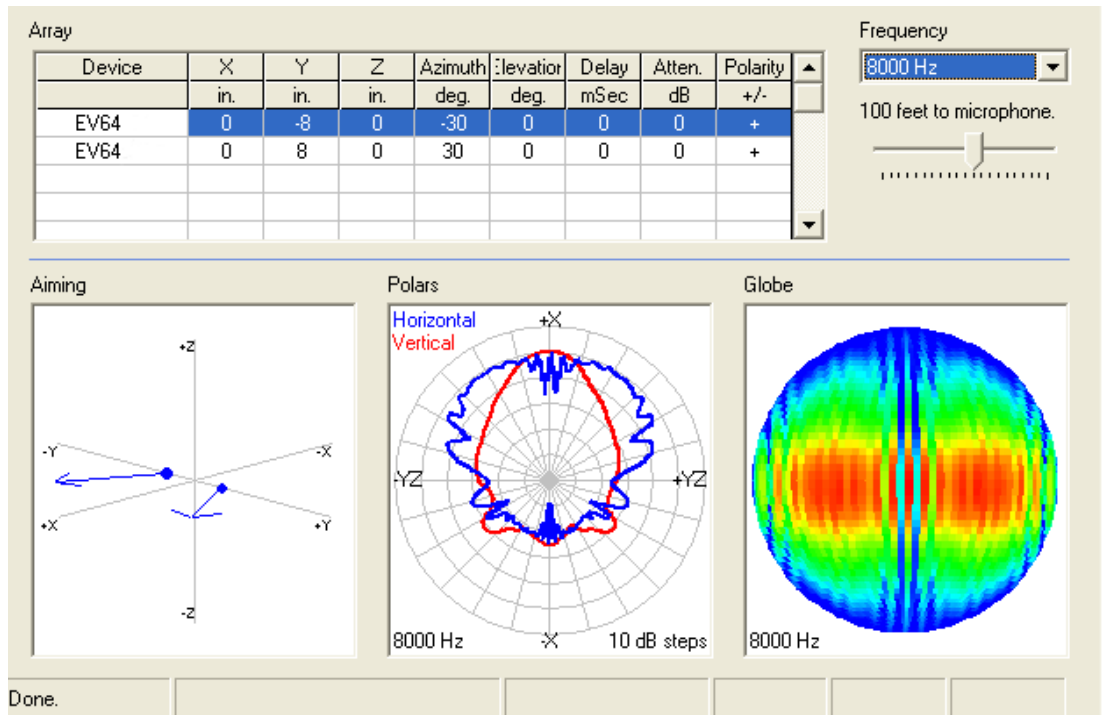 Array
Frequency
Device X Y Z Azimuth Elevation Delay Atten. Polarity
8000 Hz
in. in. in. deg. deg. mSec dB +/-
100 feet to microphone.
EV64 0 -8 0 -30 0 0 0 +
EV64 0 8 0 30 0 0 0 +
Aiming
Polars
Globe
+Z
-Y
-X
+X
+Y
-Z
Horizontal
Vertical
+X
-YZ
+YZ
8000 Hz
-X
10 dB steps
8000 Hz
Done.